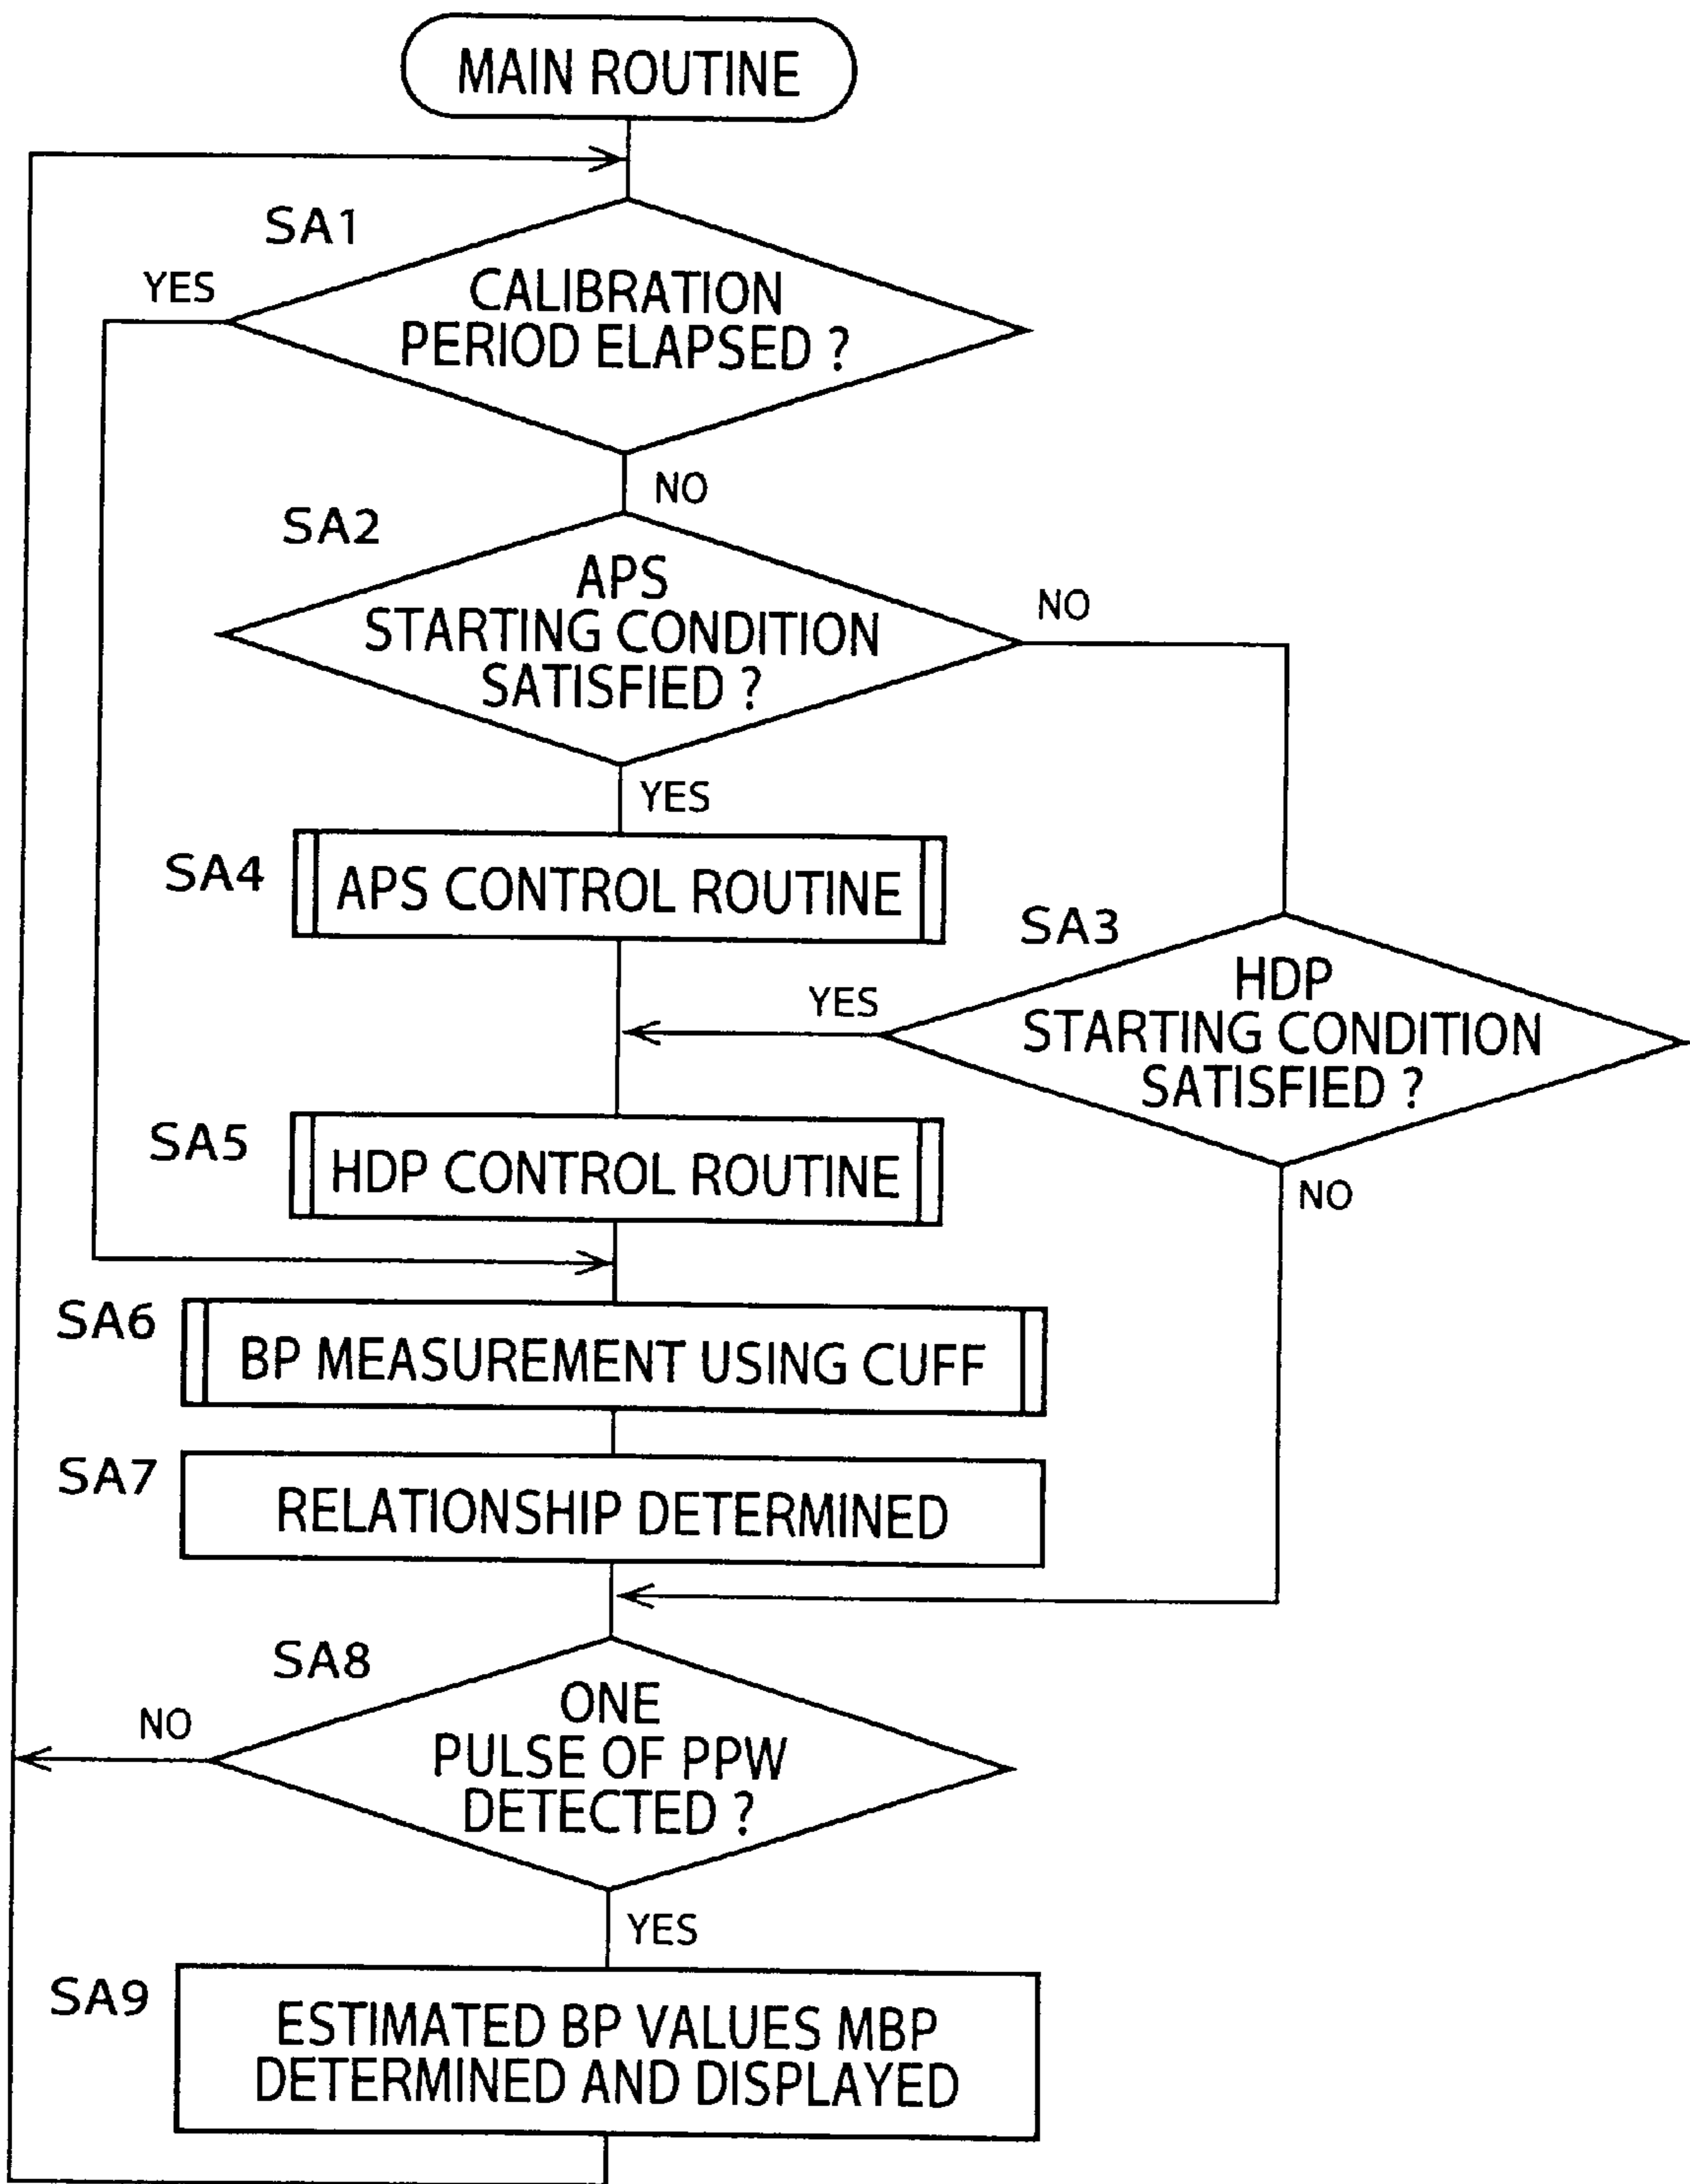 MAIN ROUTINE
SA1
YES
CALIBRATION
PERIOD ELAPSED ?
NO
SA2
APS
STARTING CONDITION
SATISFIED ?
NO
YES
SA4
APS CONTROL ROUTINE
SA3
HDP
STARTING CONDITION
SATISFIED ?
YES
NO
SA5
HDP CONTROL ROUTINE
SA6
BP MEASUREMENT USING CUFF
SA7
RELATIONSHIP DETERMINED
SA8
ONE
PULSE OF PPW
DETECTED ?
NO
YES
SA9
ESTIMATED BP VALUES MBP
DETERMINED AND DISPLAYED